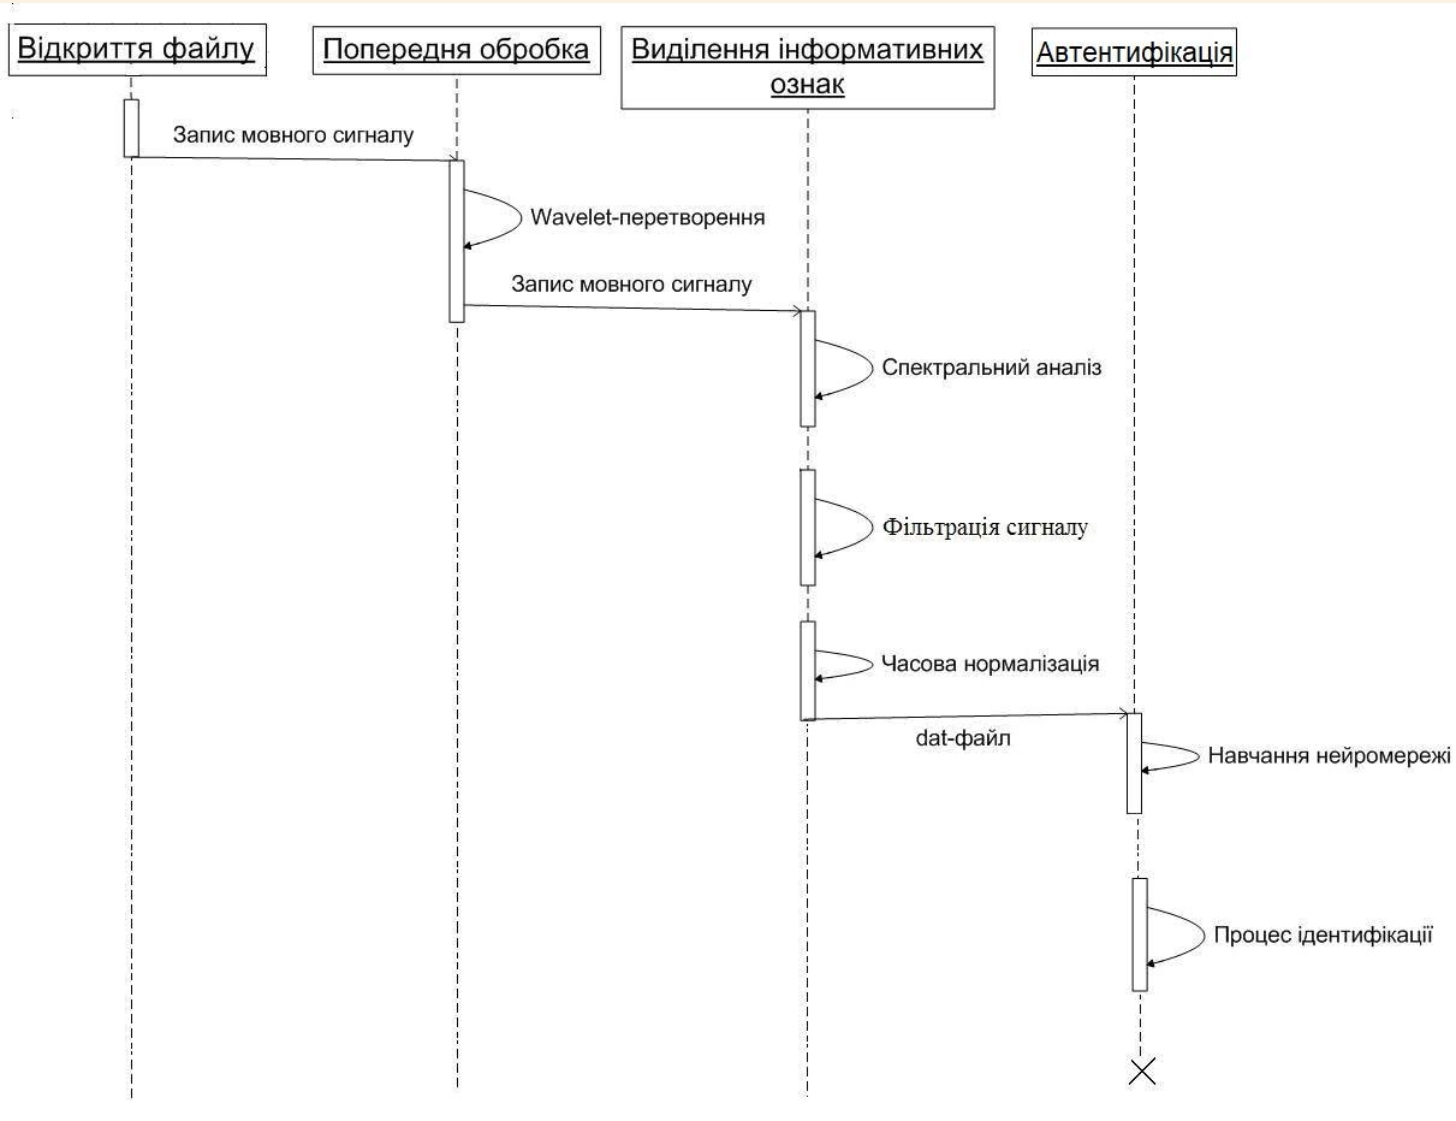 Відкриття файлу
Попередня обробка
Виділення інформативних
ознак
Автентифікація
Запис мовного сигналу
Wavelet-перетворення
Запис мовного сигналу
Спектральний аналіз
Фільтрація сигналу
Часова нормалізація
dat-файл
Навчання нейромережі
Процес ідентифікації